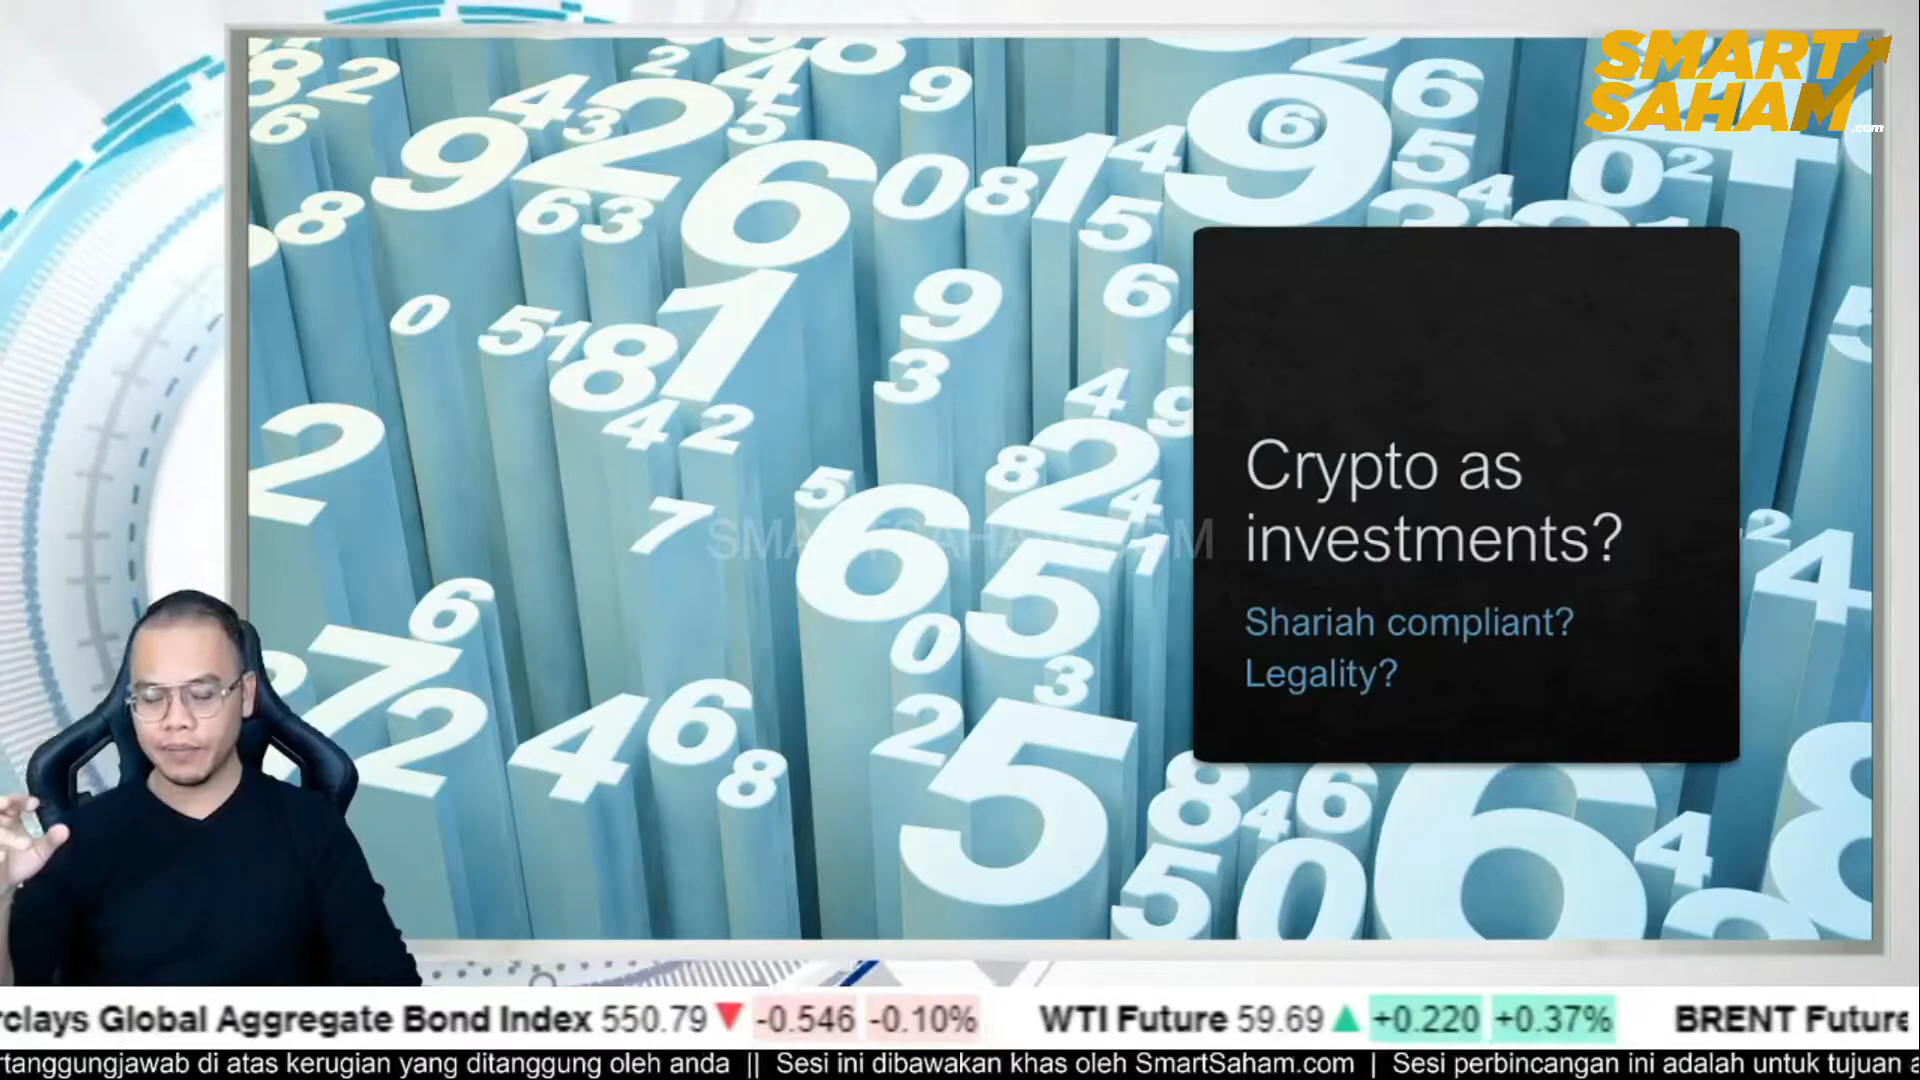 SMART
SAHAM
.com
Crypto as
investments?
Shariah compliant?
Legality?
SMARTSAHAM.COM
rclays Global Aggregate Bond Index 550.79 ▼ -0.546 -0.10% WTI Future 59.69 ▲ +0.220 +0.37% BRENT Future
rtanggungjawab di atas kerugian yang ditanggung oleh anda || Sesi ini dibawakan khas oleh SmartSaham.com | Sesi perbincangan ini adalah untuk tujuan a